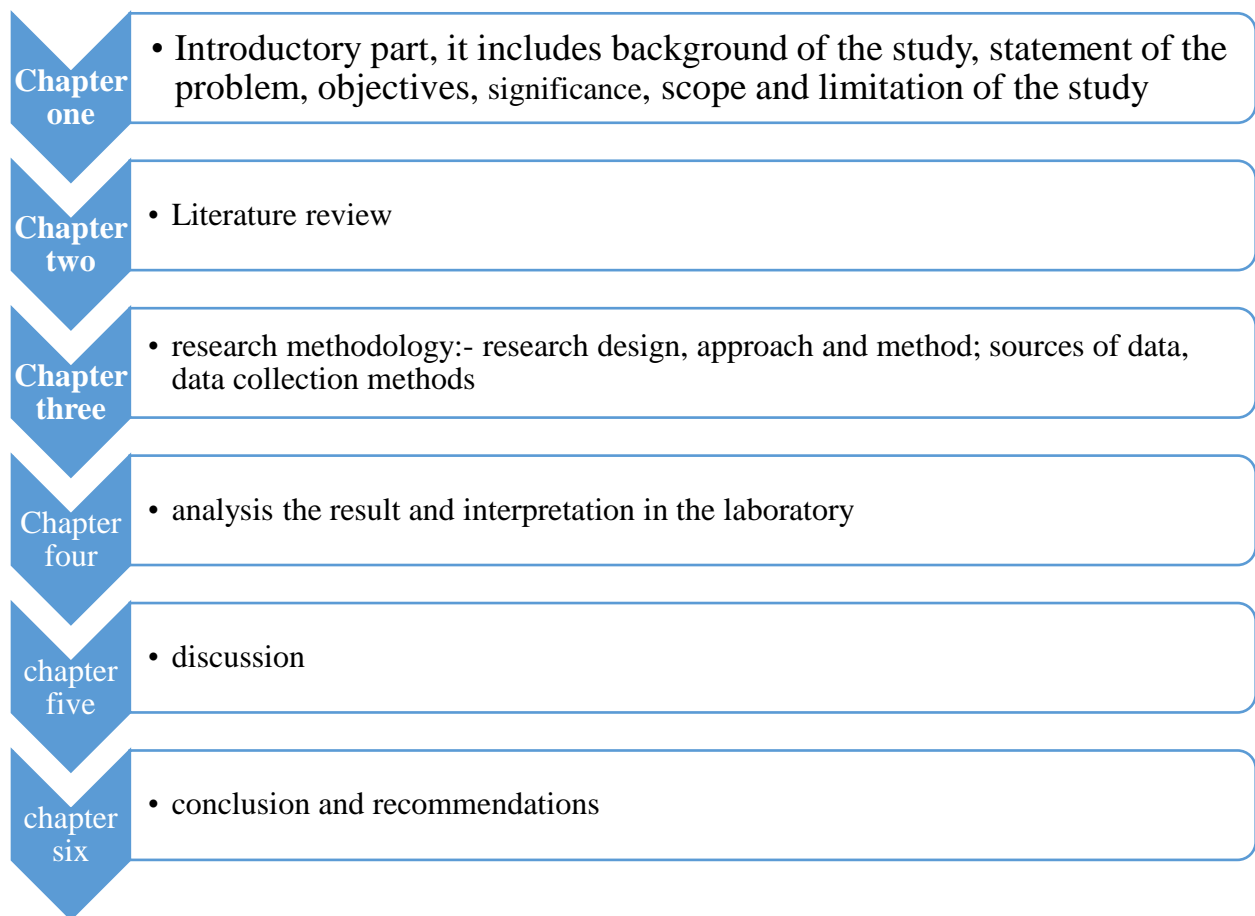 Chapter
one
• Introductory part, it includes background of the study, statement of the
problem, objectives, significance, scope and limitation of the study
Chapter
two
• Literature review
Chapter
three
• research methodology:- research design, approach and method; sources of data,
data collection methods
Chapter
four
• analysis the result and interpretation in the laboratory
chapter
five
• discussion
chapter
six
• conclusion and recommendations